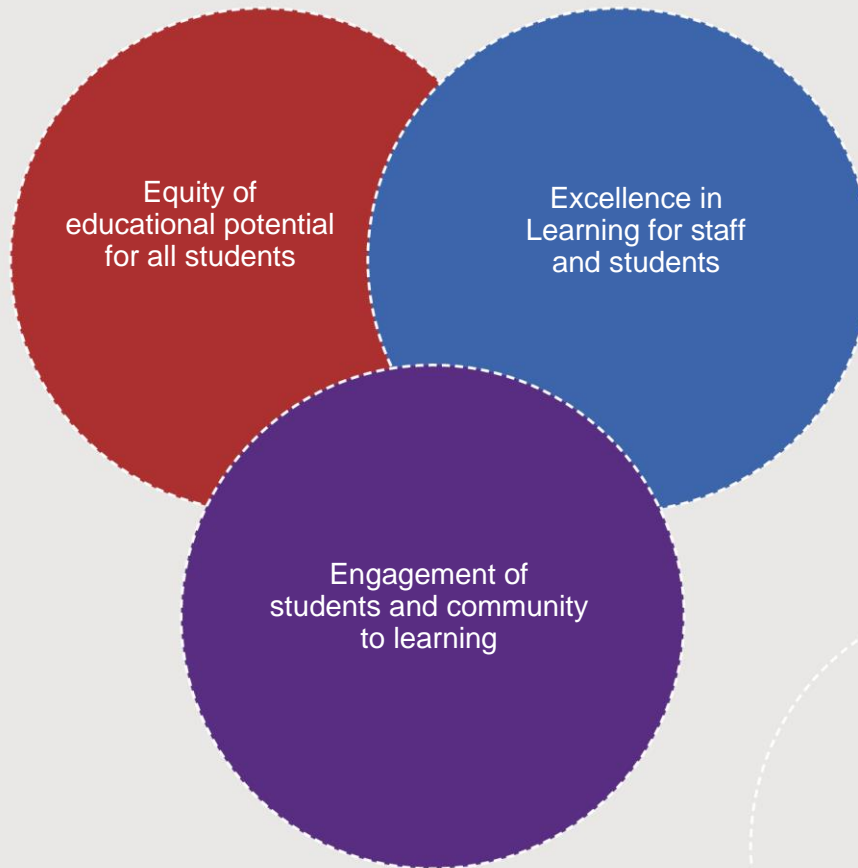 Equity of
educational potential
for all students
Excellence in
Learning for staff
and students
Engagement of
students and community
to learning